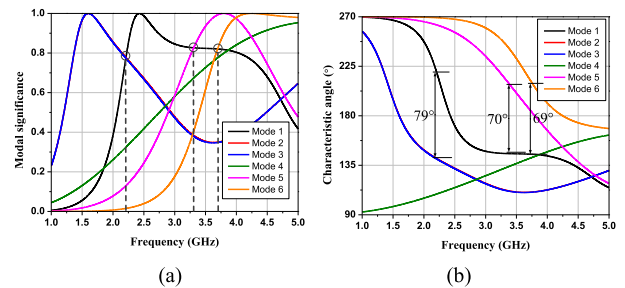 1.0
0.8
0.6
0.4
0.2
0.0
Modal significance
Mode 1
Mode 2
Mode 3
Mode 4
Mode 5
Mode 6
1.0 1.5 2.0 2.5 3.0 3.5 4.0 4.5 5.0
Frequency (GHz)
(a)
270
225
180
135
90
Characteristic angle (°)
Mode 1
Mode 2
Mode 3
Mode 4
Mode 5
Mode 6
79°
70°
69°
1.0 1.5 2.0 2.5 3.0 3.5 4.0 4.5 5.0
Frequency (GHz)
(b)